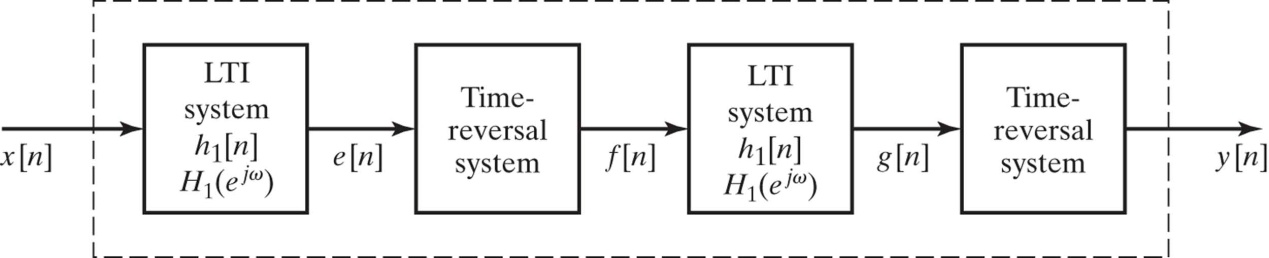 LTI
system
h₁[n]
H₁(e^{jω})
Time-
reversal
system
LTI
system
h₁[n]
H₁(e^{jω})
Time-
reversal
system
x[n]
e[n]
f[n]
g[n]
y[n]